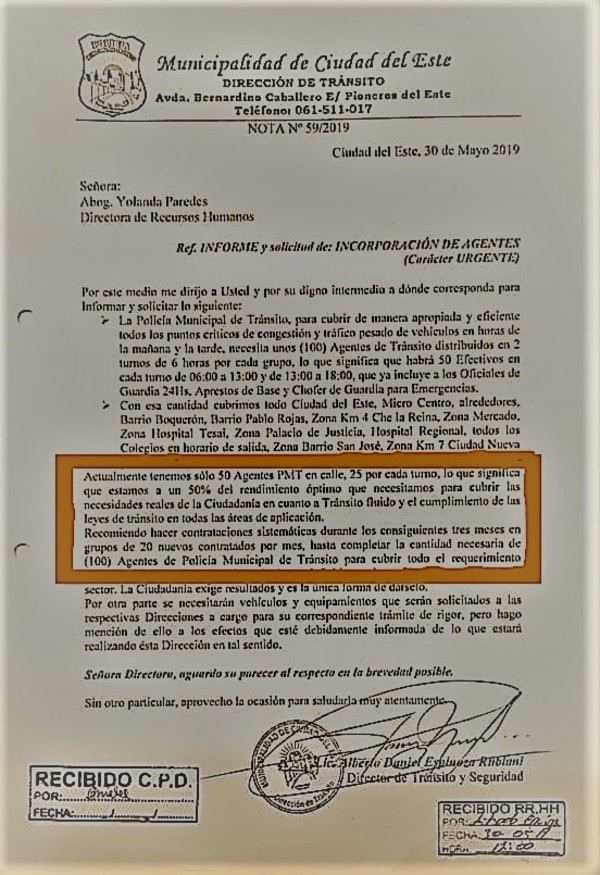 Municipalidad de Ciudad del Este
DIRECCIÓN DE TRÁNSITO
Avda. Bernardino Caballero E/ Pioneros del Este
Teléfono: 061-511-017
NOTA Nº 59/2019
Ciudad del Este, 30 de Mayo 2019
Señora:
Abog. Yolanda Paredes
Directora de Recursos Humanos
Ref. INFORME y solicitud de: INCORPORACIÓN DE AGENTES
(Carácter URGENTE)
Por este medio me dirijo a Usted y por su digno intermedio a dónde corresponda para
Informar y solicitar lo siguiente:
➢ La Policía Municipal de Tránsito, para cubrir de manera apropiada y eficiente
todos los puntos críticos de congestión y tráfico pesado de vehículos en horas de
la mañana y la tarde, necesita unos (100) Agentes de Tránsito distribuidos en 2
turnos de 6 horas por cada grupo, lo que significa que habrá 50 Efectivos en
cada turno de 06:00 a 13:00 y de 13:00 a 18:00, que ya incluye a los Oficiales de
Guardia 24Hs. Aprestos de Base y Chofer de Guardia para Emergencias.
➢ Con esa cantidad cubrimos todo Ciudad del Este, Micro Centro, alrededores,
Barrio Boquerón, Barrio Pablo Rojas, Zona Km 4 Che la Reina, Zona Mercado,
Zona Hospital Tesai, Zona Palacio de Justicia, Hospital Regional, todos los
Colegios en horario de salida, Zona Barrio San José, Zona Km 7 Ciudad Nueva
Actualmente tenemos sólo 50 Agentes PMT en calle, 25 por cada turno, lo que significa
que estamos a un 50% del rendimiento óptimo que necesitamos para cubrir las
necesidades reales de la Ciudadanía en cuanto a Tránsito fluido y el cumplimiento de las
leyes de tránsito en todas las áreas de aplicación.
Recomiendo hacer contrataciones sistemáticas durante los consiguientes tres meses en
grupos de 20 nuevos contratados por mes, hasta completar la cantidad necesaria de
(100) Agentes de Policía Municipal de Tránsito para cubrir todo el requerimiento
sector. La Ciudadanía exige resultados y es la única forma de dárselo.
Por otra parte se necesitarán vehículos y equipamientos que serán solicitados a las
respectivas Direcciones a cargo para su correspondiente trámite de rigor, pero hago
mención de ello a los efectos que esté debidamente informada de lo que estará
realizando ésta Dirección en tal sentido.
Señora Directora, aguardo su parecer al respecto en la brevedad posible.
Sin otro particular, aprovecho la ocasión para saludarla muy atentamente.
Lic. Alberto Daniel Espinoza
Director de Tránsito y Seguridad
RECIBIDO C.P.D.
POR:
FECHA:
RECIBIDO RR.HH
POR:
FECHA: 30 05
HORA: 12:00